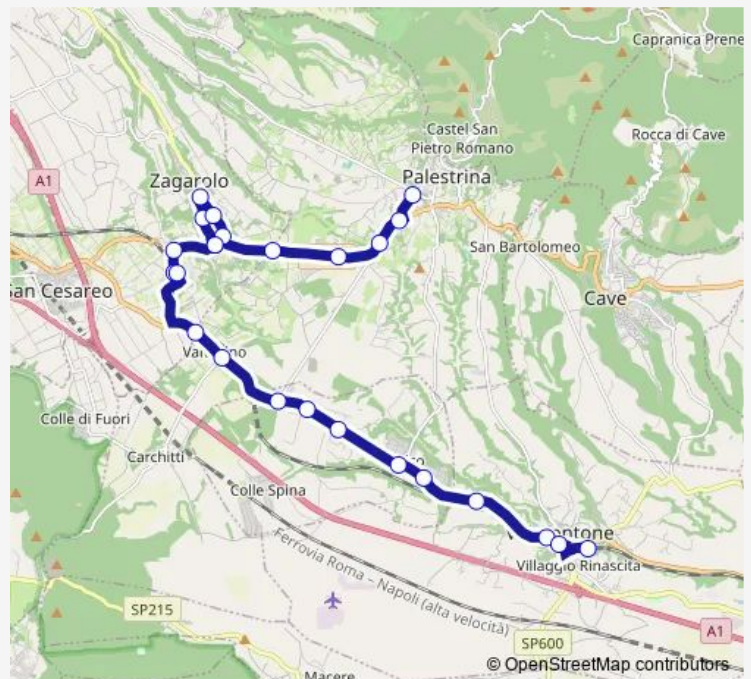 Capranica Prene
Castel San
Pietro Romano
Rocca di Cave
A1
Zagarolo
Palestrina
San Bartolomeo
San Cesareo
Cave
Colle di Fuori
Carchitti
Colle Spina
Ferrovia Roma – Napoli (alta velocità)
Villaggio Rinascita
SP215
SP600
A1
Macere
© OpenStreetMap contributors